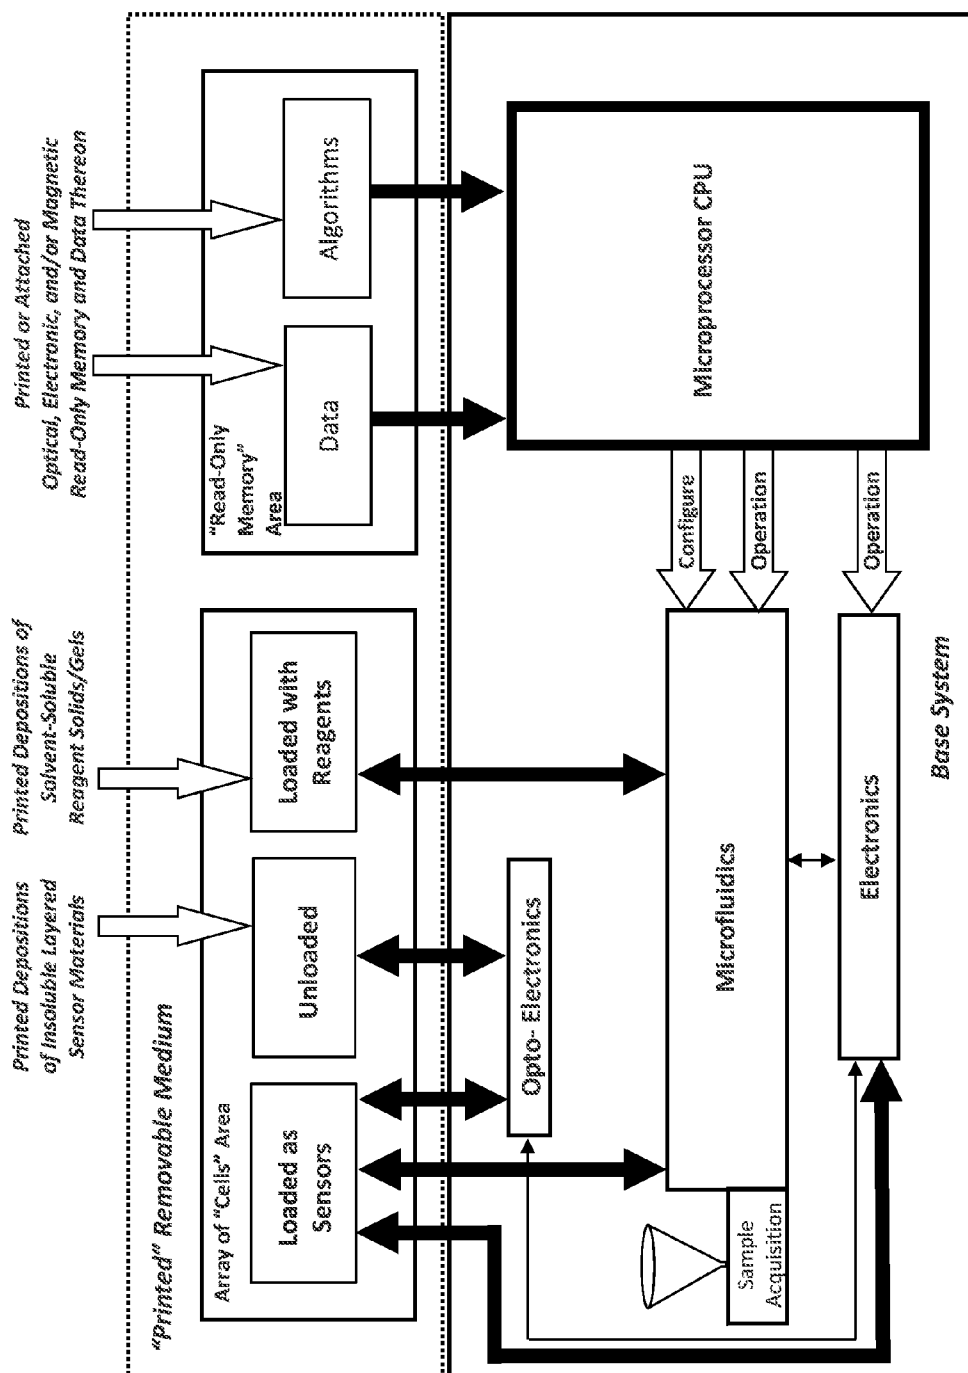 Printed Depositions
of Insoluble Layered
Sensor Materials
Printed Depositions of
Solvent-Soluble
Reagent Solids/Gels
Printed or Attached
Optical, Electronic, and/or Magnetic
Read-Only Memory and Data Thereon
"Printed" Removable Medium
Array of "Cells" Area
Loaded as
Sensors
Unloaded
Loaded with
Reagents
"Read-Only
Memory"
Area
Data
Algorithms
Opto- Electronics
Sample
Acquisition
Microfluidics
Configure
Operation
Microprocessor CPU
Electronics
Operation
Base System